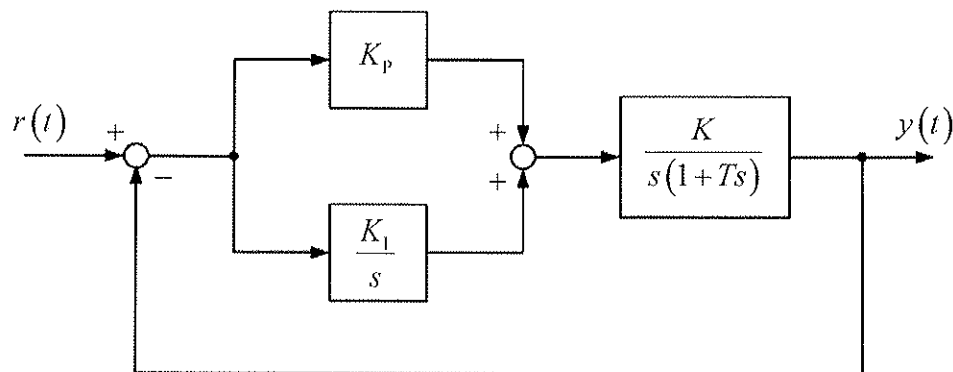 K_P
r(t)
+
−
+
+
K
s(1+Ts)
y(t)
K_I
s